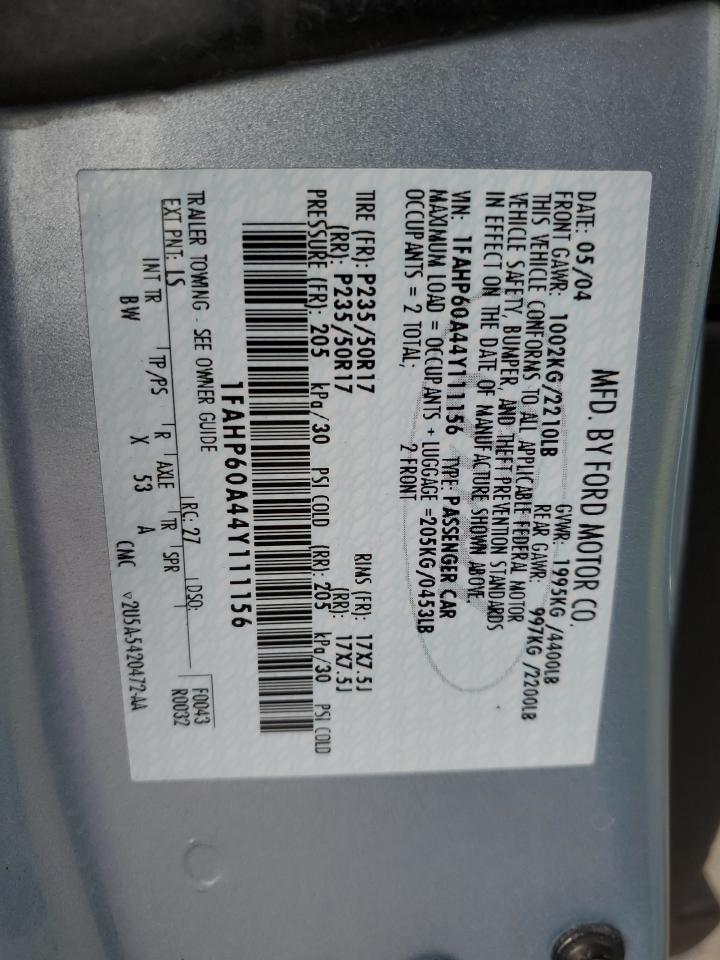 MFD. BY FORD MOTOR CO.
DATE: 05/04 GVWR: 1995KG /4400LB
FRONT GAWR: 1002KG/2210LB REAR GAWR: 997KG /2200LB
THIS VEHICLE CONFORMS TO ALL APPLICABLE FEDERAL MOTOR
VEHICLE SAFETY, BUMPER, AND THEFT PREVENTION STANDARDS
IN EFFECT ON THE DATE OF MANUFACTURE SHOWN ABOVE.
VIN: 1FAHP60A44Y111156 TYPE: PASSENGER CAR
MAXIMUM LOAD = OCCUPANTS + LUGGAGE =205KG/0453LB
OCCUPANTS = 2 TOTAL; 2 FRONT
TIRE (FR): P235/50R17 RIMS (FR): 17X7.5J
(RR): P235/50R17 (RR): 17X7.5J
PRESSURE (FR): 205 kPa/30 PSI COLD (RR): 205 kPa/30 PSI COLD
1FAHP60A44Y111156
TRAILER TOWING - SEE OWNER GUIDE F0043
EXT PNT: LS RC: 27 DSO: R0032
INT TR TP/PS R AXLE TR SPR
BW X 53 A CMC ▽2U5A-5420472-AA